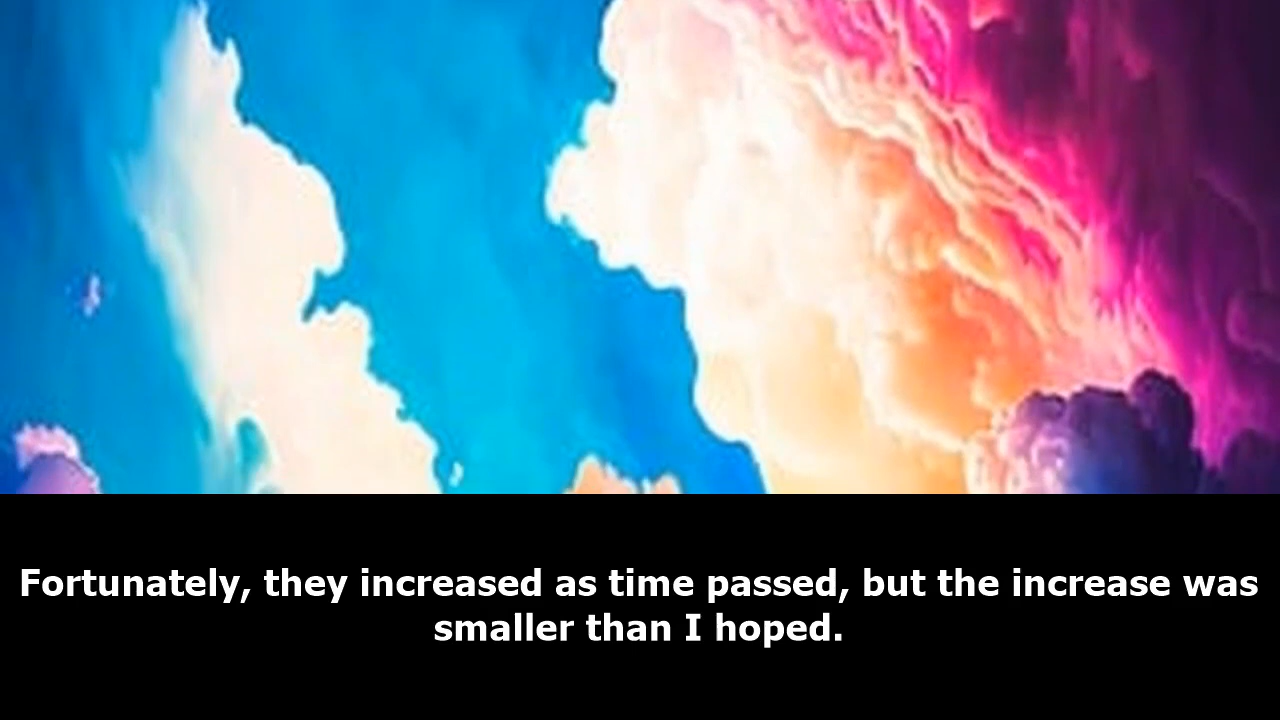 Fortunately, they increased as time passed, but the increase was
smaller than I hoped.